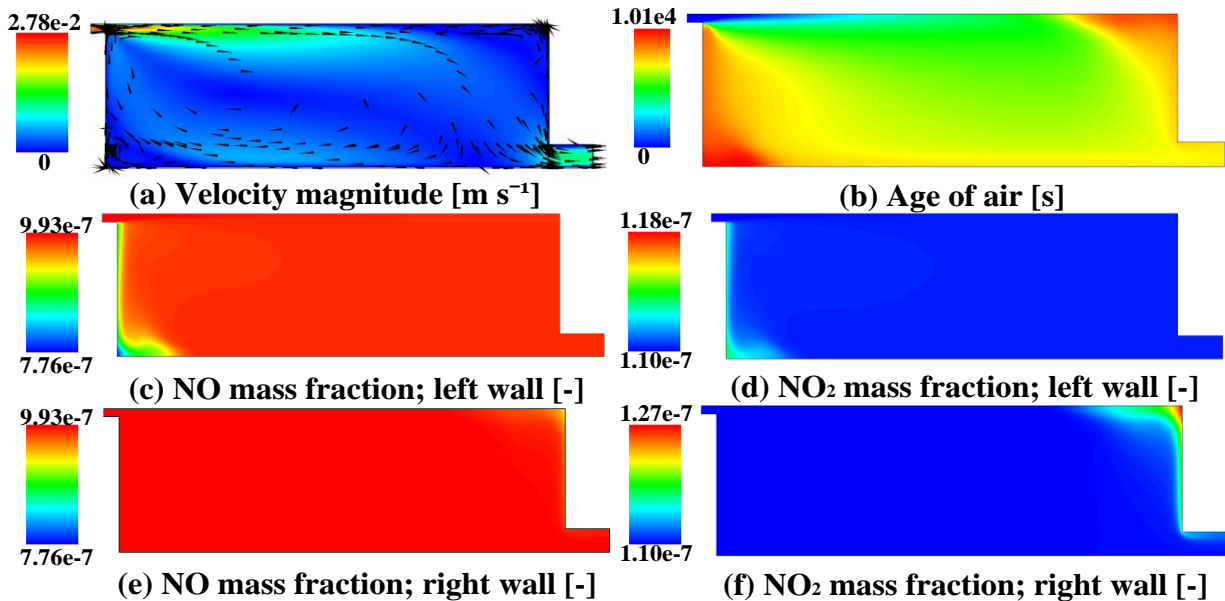 2.78e-2
0
(a) Velocity magnitude [m s⁻¹]
1.01e4
0
(b) Age of air [s]
9.93e-7
7.76e-7
(c) NO mass fraction; left wall [-]
1.18e-7
1.10e-7
(d) NO₂ mass fraction; left wall [-]
9.93e-7
7.76e-7
(e) NO mass fraction; right wall [-]
1.27e-7
1.10e-7
(f) NO₂ mass fraction; right wall [-]